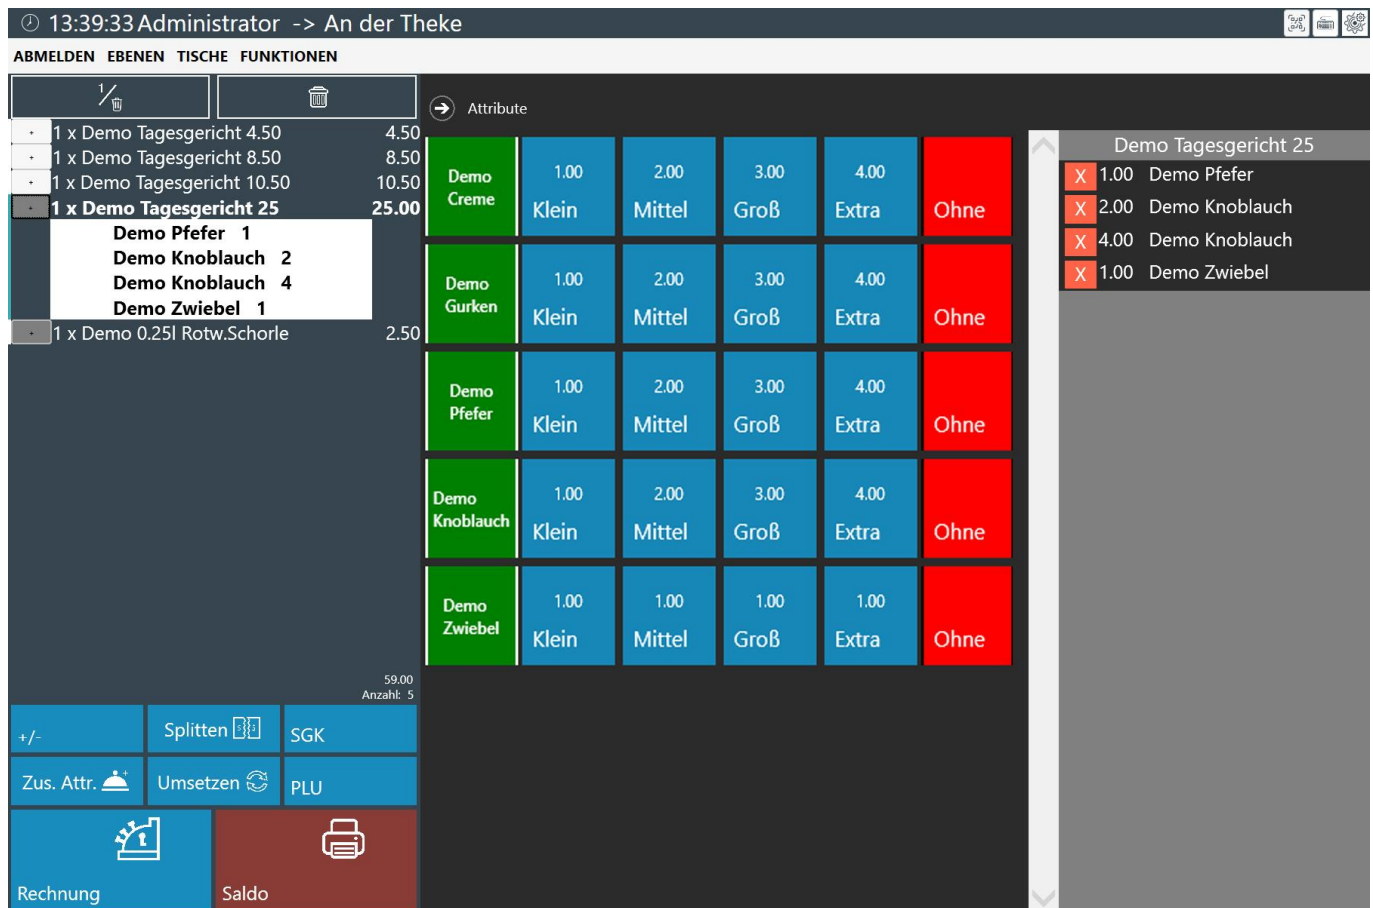 13:39:33 Administrator -> An der Theke
ABMELDEN EBENEN TISCHE FUNKTIONEN
1/
Attribute
+ 1 x Demo Tagesgericht 4.50 4.50
+ 1 x Demo Tagesgericht 8.50 8.50
+ 1 x Demo Tagesgericht 10.50 10.50
1 x Demo Tagesgericht 25 25.00
Demo Pfefer 1
Demo Knoblauch 2
Demo Knoblauch 4
Demo Zwiebel 1
1 x Demo 0.25l Rotw.Schorle 2.50
59.00
Anzahl: 5
+/-
Splitten
SGK
Zus. Attr.
Umsetzen
PLU
Rechnung
Saldo
Demo
Creme
1.00 2.00 3.00 4.00
Klein Mittel Groß Extra Ohne
Demo
Gurken
1.00 2.00 3.00 4.00
Klein Mittel Groß Extra Ohne
Demo
Pfefer
1.00 2.00 3.00 4.00
Klein Mittel Groß Extra Ohne
Demo
Knoblauch
1.00 2.00 3.00 4.00
Klein Mittel Groß Extra Ohne
Demo
Zwiebel
1.00 1.00 1.00 1.00
Klein Mittel Groß Extra Ohne
Demo Tagesgericht 25
X 1.00 Demo Pfefer
X 2.00 Demo Knoblauch
X 4.00 Demo Knoblauch
X 1.00 Demo Zwiebel